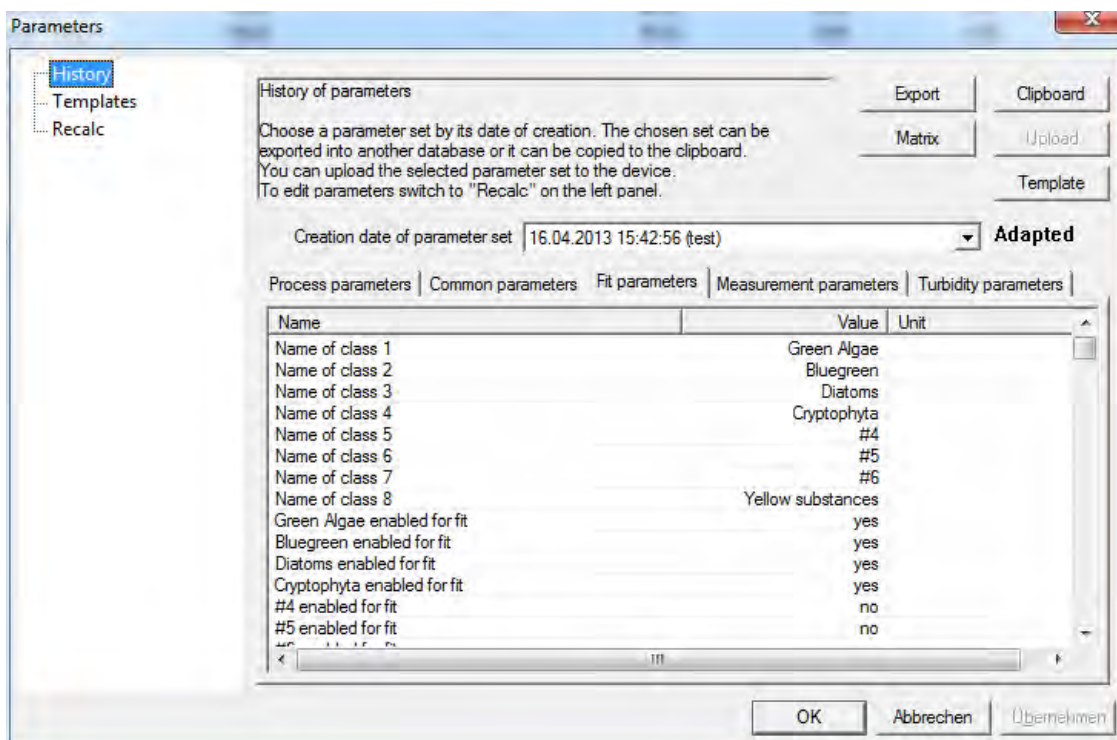 Parameters
History
Templates
Recalc
History of parameters
Choose a parameter set by its date of creation. The chosen set can be
exported into another database or it can be copied to the clipboard.
You can upload the selected parameter set to the device.
To edit parameters switch to "Recalc" on the left panel.
Export
Clipboard
Matrix
Upload
Template
Creation date of parameter set 16.04.2013 15:42:56 (test) Adapted
Process parameters Common parameters Fit parameters Measurement parameters Turbidity parameters
Name Value Unit
Name of class 1 Green Algae
Name of class 2 Bluegreen
Name of class 3 Diatoms
Name of class 4 Cryptophyta
Name of class 5 #4
Name of class 6 #5
Name of class 7 #6
Name of class 8 Yellow substances
Green Algae enabled for fit yes
Bluegreen enabled for fit yes
Diatoms enabled for fit yes
Cryptophyta enabled for fit yes
#4 enabled for fit no
#5 enabled for fit no
OK Abbrechen Übernehmen